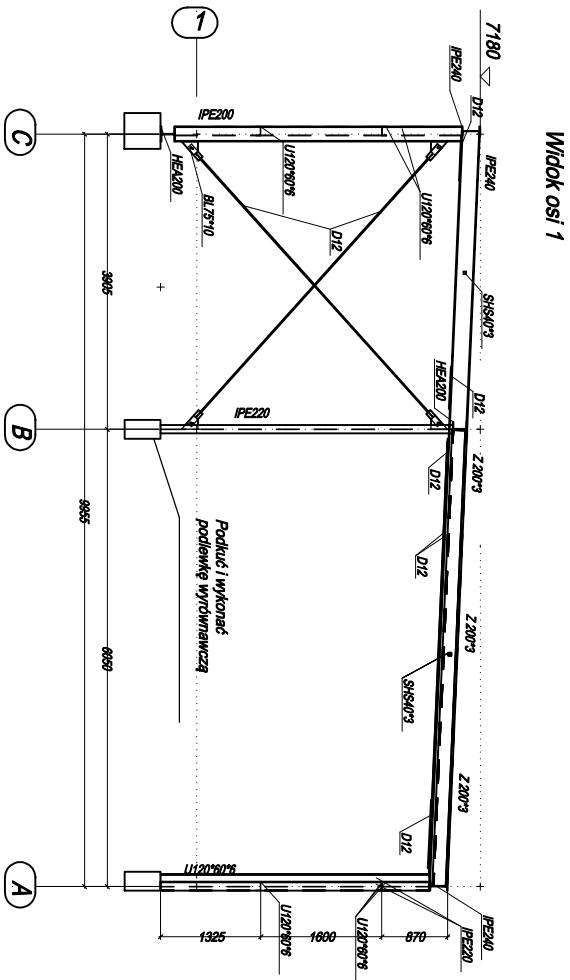 Widok osi 1
7180
1
IPE240
D12
IPE240
SHS40*3
HEA200
D12
Z 200*3
Z 200*3
Z 200*3
IPE240
IPE220
IPE200
U120*60*6
U120*60*6
D12
HEA200
BL75*10
IPE220
D12
D12
SHS40*3
D12
Podkuć i wykonać
podlewkę wyrównawczą
U120*60*6
U120*60*6
U120*60*6
1325
1600
870
3905
6050
9955
C
B
A